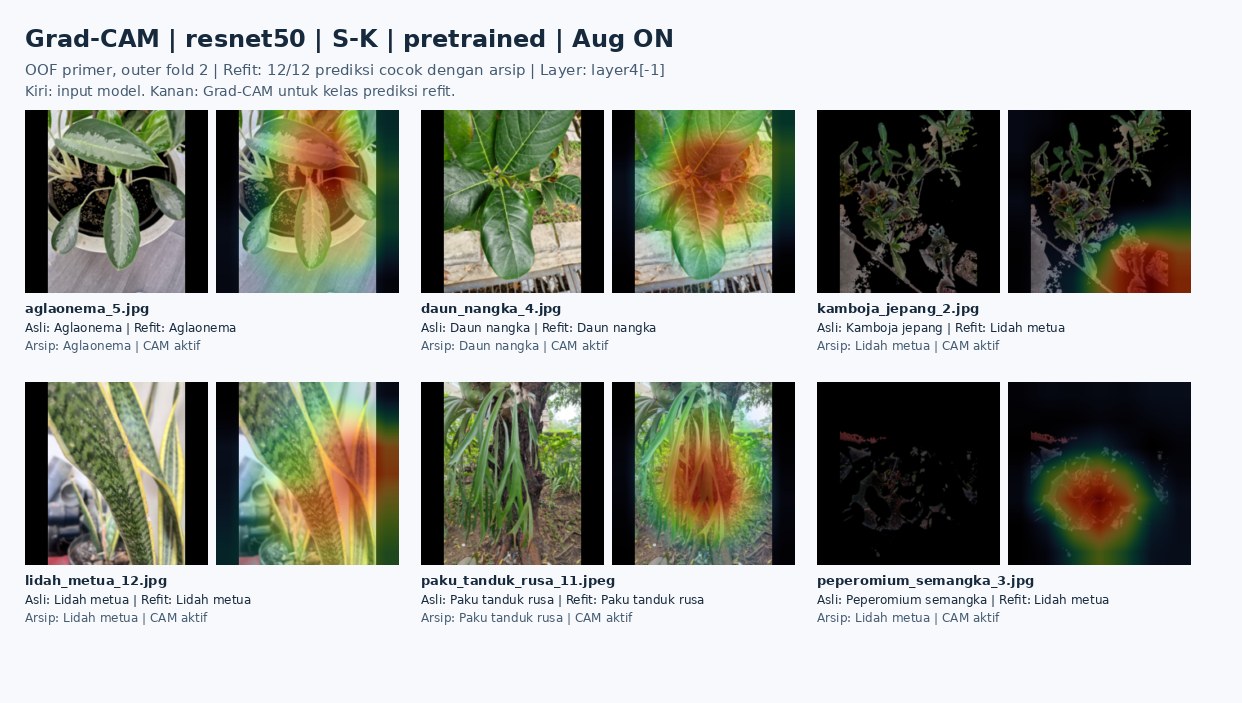 Grad-CAM | resnet50 | S-K | pretrained | Aug ON
OOF primer, outer fold 2 | Refit: 12/12 prediksi cocok dengan arsip | Layer: layer4[-1]
Kiri: input model. Kanan: Grad-CAM untuk kelas prediksi refit.
aglaonema_5.jpg
Asli: Aglaonema | Refit: Aglaonema
Arsip: Aglaonema | CAM aktif
daun_nangka_4.jpg
Asli: Daun nangka | Refit: Daun nangka
Arsip: Daun nangka | CAM aktif
kamboja_jepang_2.jpg
Asli: Kamboja jepang | Refit: Lidah metua
Arsip: Lidah metua | CAM aktif
lidah_metua_12.jpg
Asli: Lidah metua | Refit: Lidah metua
Arsip: Lidah metua | CAM aktif
paku_tanduk_rusa_11.jpeg
Asli: Paku tanduk rusa | Refit: Paku tanduk rusa
Arsip: Paku tanduk rusa | CAM aktif
peperomium_semangka_3.jpg
Asli: Peperomium semangka | Refit: Lidah metua
Arsip: Lidah metua | CAM aktif